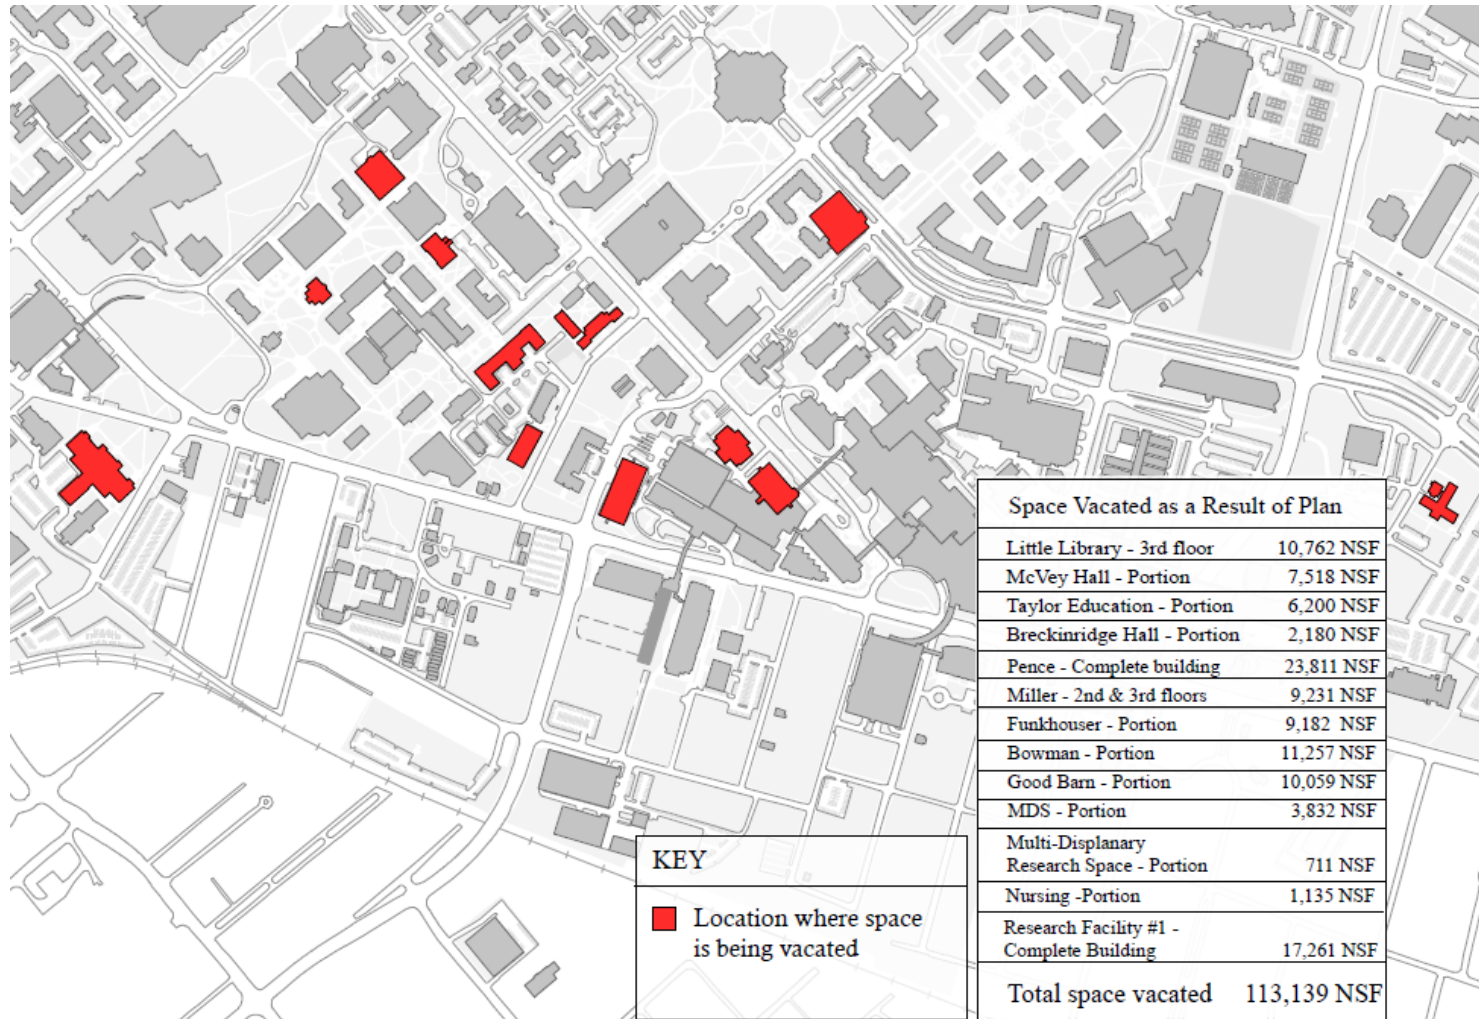 Space Vacated as a Result of Plan
Little Library - 3rd floor 10,762 NSF
McVey Hall - Portion 7,518 NSF
Taylor Education - Portion 6,200 NSF
Breckinridge Hall - Portion 2,180 NSF
Pence - Complete building 23,811 NSF
Miller - 2nd & 3rd floors 9,231 NSF
Funkhouser - Portion 9,182 NSF
Bowman - Portion 11,257 NSF
Good Barn - Portion 10,059 NSF
MDS - Portion 3,832 NSF
Multi-Displanary
Research Space - Portion 711 NSF
Nursing -Portion 1,135 NSF
Research Facility #1 -
Complete Building 17,261 NSF
Total space vacated 113,139 NSF
KEY
Location where space
is being vacated